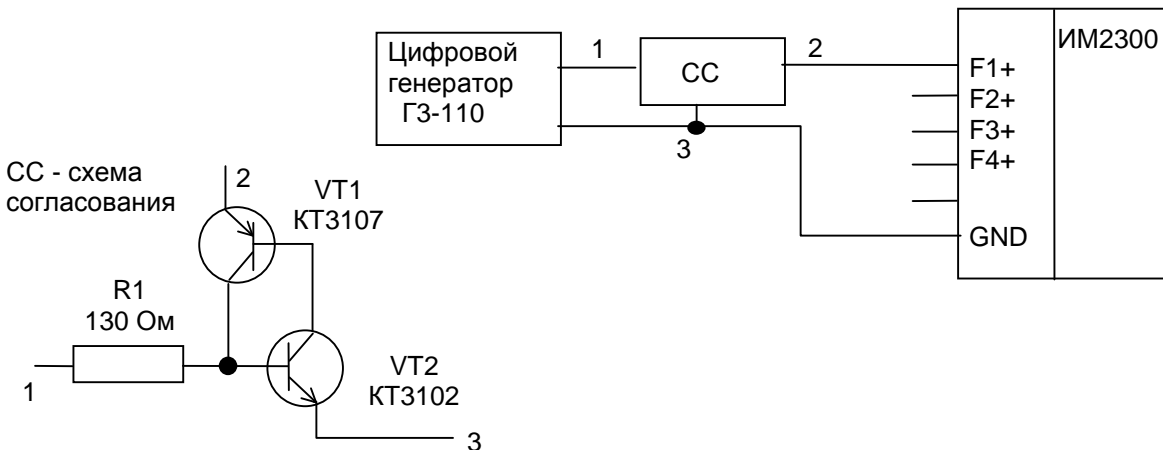 Цифровой
генератор
ГЗ-110
1
СС
2
3
ИМ2300
F1+
F2+
F3+
F4+
GND
СС - схема
согласования
2
VT1
КТ3107
R1
130 Ом
1
VT2
КТ3102
3